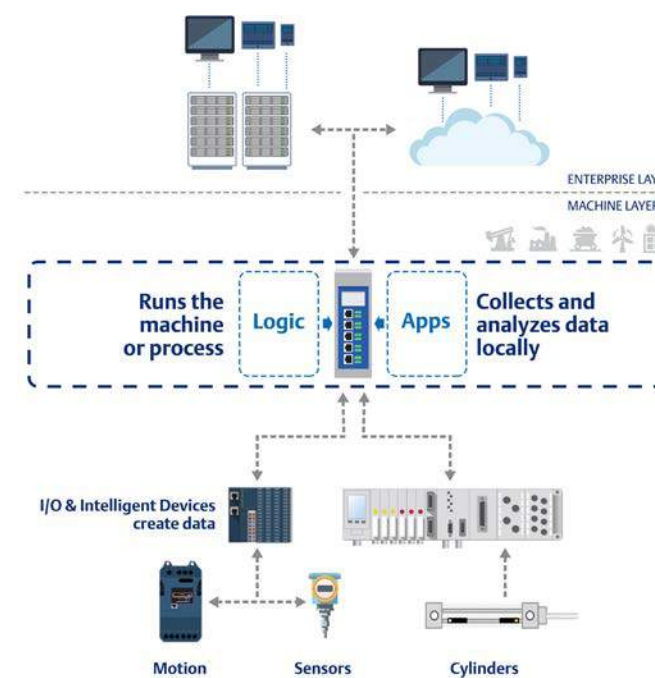 ENTERPRISE LAY
MACHINE LAYER
Runs the
machine
or process
Logic
Apps
Collects and
analyzes data
locally
I/O & Intelligent Devices
create data
Motion
Sensors
Cylinders